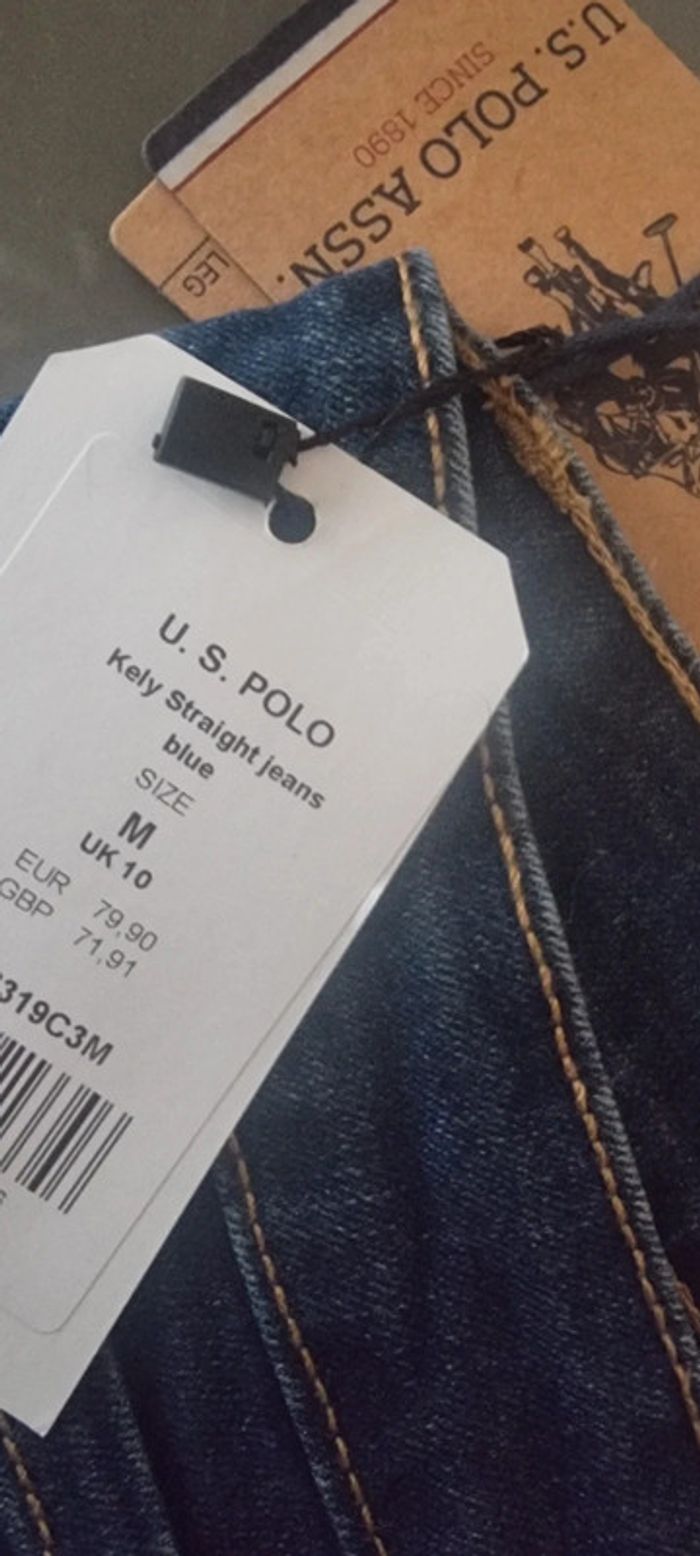 U.S. POLO ASSN.
SINCE 1890
LEG
U. S. POLO
Kely Straight jeans
blue
SIZE
M
UK 10
EUR 79,90
GBP 71,91
319C3M